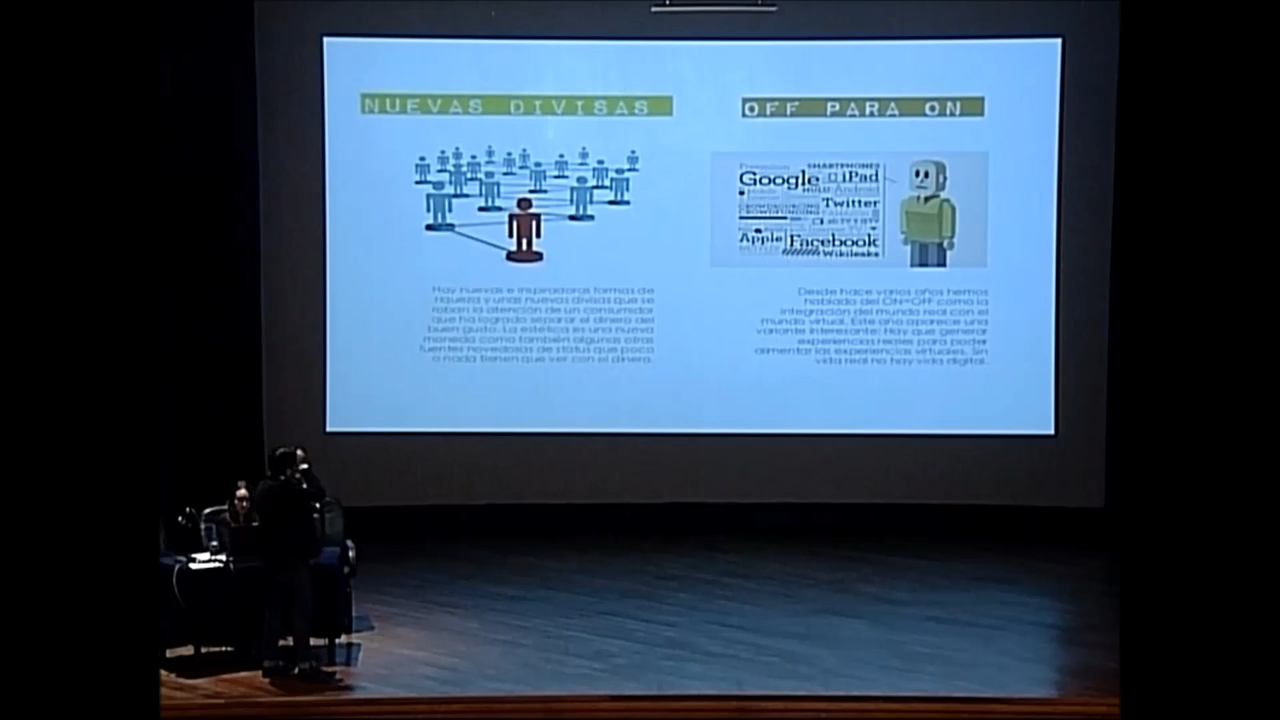 NUEVAS DIVISAS
Hay nuevas e inspiradoras formas de
riqueza y unas nuevas divisas que se
roban la atención de un consumidor
que ha logrado separar el dinero del
buen gusto. La estética es una nueva
moneda como también algunas otras
fuentes novedosas de status que poco
o nada tienen que ver con el dinero.
OFF PARA ON
SMARTPHONES
Google iPad
HULU Android
Twitter
CROWDSOURCING
CROWDFUNDING
Apple Facebook
Wikileaks
Desde hace varios años hemos
hablado del ON=OFF como la
integración del mundo real con el
mundo virtual. Este año aparece una
variante interesante: Hay que generar
experiencias reales para poder
alimentar las experiencias virtuales. Sin
vida real no hay vida digital.